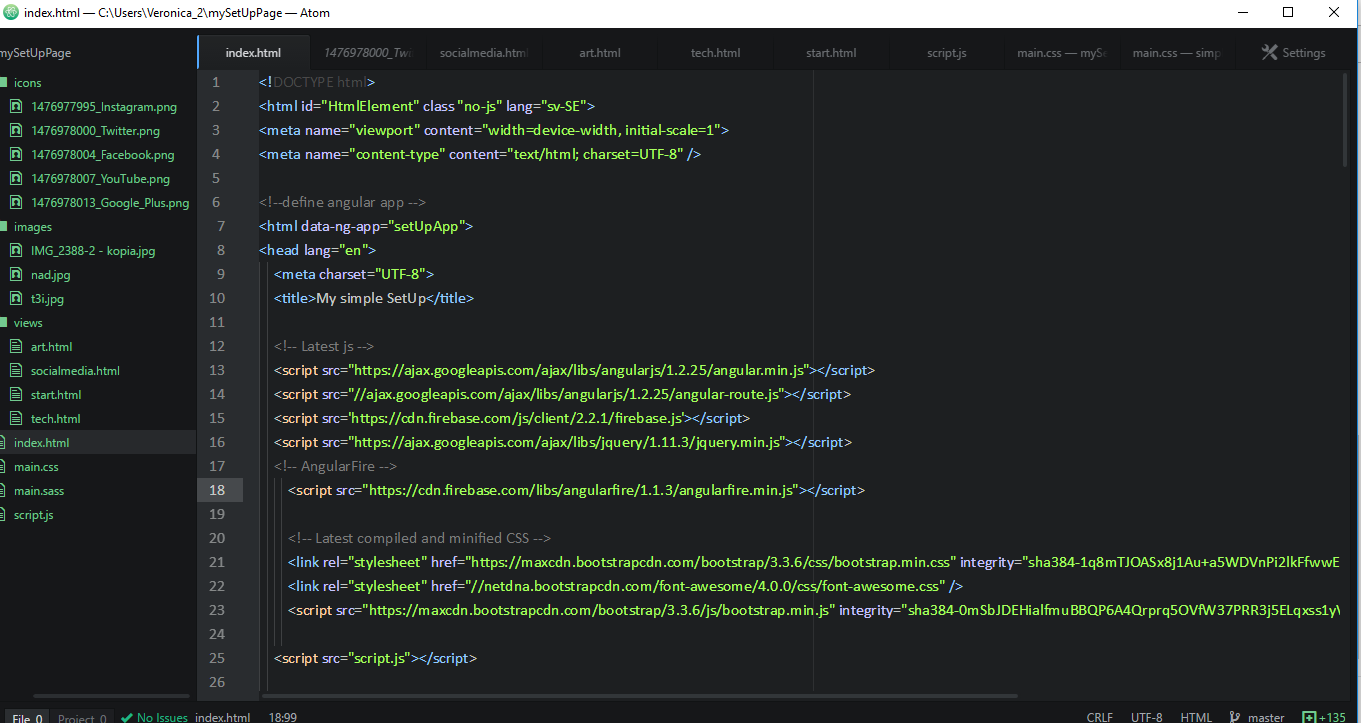 index.html — C:\Users\Veronica_2\mySetUpPage — Atom
mySetUpPage
icons
1476977995_Instagram.png
1476978000_Twitter.png
1476978004_Facebook.png
1476978007_YouTube.png
1476978013_Google_Plus.png
images
IMG_2388-2 - kopia.jpg
nad.jpg
t3i.jpg
views
art.html
socialmedia.html
start.html
tech.html
index.html
main.css
main.sass
script.js
index.html 1476978000_Twi socialmedia.html art.html tech.html start.html script.js main.css — myS main.css — simp Settings
1 <!DOCTYPE html>
2 <html id="HtmlElement" class "no-js" lang="sv-SE">
3 <meta name="viewport" content="width=device-width, initial-scale=1">
4 <meta name="content-type" content="text/html; charset=UTF-8" />
5
6 <!--define angular app -->
7 <html data-ng-app="setUpApp">
8 <head lang="en">
9 <meta charset="UTF-8">
10 <title>My simple SetUp</title>
11
12 <!-- Latest js -->
13 <script src="https://ajax.googleapis.com/ajax/libs/angularjs/1.2.25/angular.min.js"></script>
14 <script src="//ajax.googleapis.com/ajax/libs/angularjs/1.2.25/angular-route.js"></script>
15 <script src='https://cdn.firebase.com/js/client/2.2.1/firebase.js'></script>
16 <script src="https://ajax.googleapis.com/ajax/libs/jquery/1.11.3/jquery.min.js"></script>
17 <!-- AngularFire -->
18 <script src="https://cdn.firebase.com/libs/angularfire/1.1.3/angularfire.min.js"></script>
19
20 <!-- Latest compiled and minified CSS -->
21 <link rel="stylesheet" href="https://maxcdn.bootstrapcdn.com/bootstrap/3.3.6/css/bootstrap.min.css" integrity="sha384-1q8mTJOASx8j1Au+a5WDVnPi2lkFfwwE
22 <link rel="stylesheet" href="//netdna.bootstrapcdn.com/font-awesome/4.0.0/css/font-awesome.css" />
23 <script src="https://maxcdn.bootstrapcdn.com/bootstrap/3.3.6/js/bootstrap.min.js" integrity="sha384-0mSbJDEHialfmuBBQP6A4Qrprq5OVfW37PRR3j5ELqxss1y
24
25 <script src="script.js"></script>
26
File 0 Project 0 No Issues index.html 18:99 CRLF UTF-8 HTML master +135